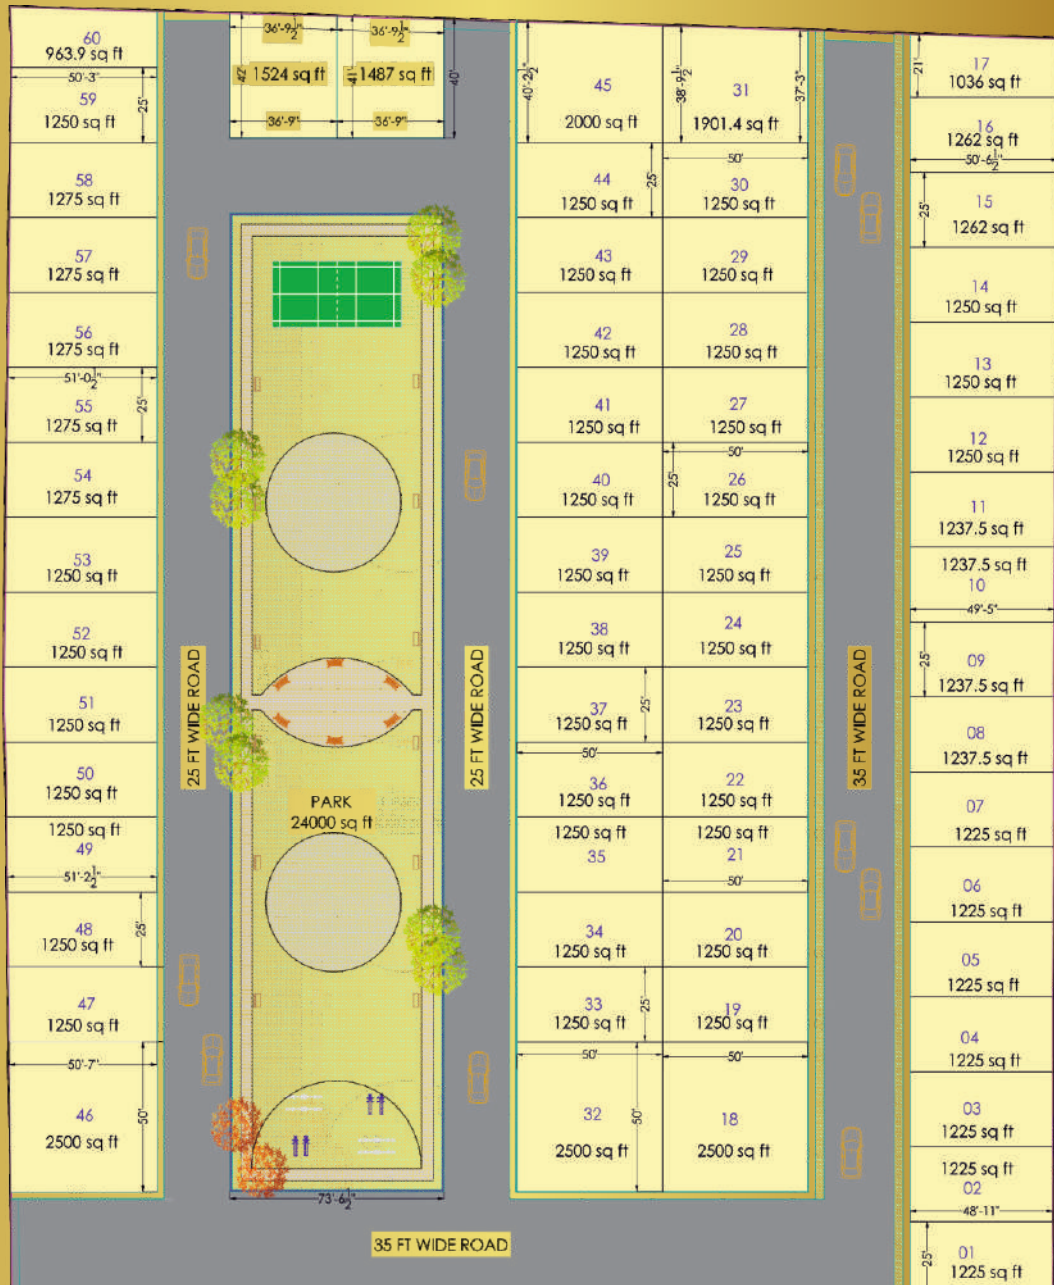 60
963.9 sq ft
50'-3"
59
1250 sq ft
25'
58
1275 sq ft
57
1275 sq ft
56
1275 sq ft
51'-0½"
55
1275 sq ft
25'
54
1275 sq ft
53
1250 sq ft
52
1250 sq ft
51
1250 sq ft
50
1250 sq ft
1250 sq ft
49
51'-2½"
48
1250 sq ft
25'
47
1250 sq ft
50'-7"
46
2500 sq ft
50'
25 FT WIDE ROAD
36'-9½"
36'-9½"
42'
1524 sq ft
41'
1487 sq ft
40'
36'-9"
36'-9"
PARK
24000 sq ft
73'-6½"
25 FT WIDE ROAD
35 FT WIDE ROAD
40'-2½"
45
2000 sq ft
44
1250 sq ft
25'
43
1250 sq ft
42
1250 sq ft
41
1250 sq ft
40
1250 sq ft
39
1250 sq ft
38
1250 sq ft
37
1250 sq ft
25'
50'
36
1250 sq ft
1250 sq ft
35
34
1250 sq ft
33
1250 sq ft
25'
50'
32
2500 sq ft
50'
38'-9½"
31
1901.4 sq ft
37'-3"
50'
30
1250 sq ft
29
1250 sq ft
28
1250 sq ft
27
1250 sq ft
50'
25'
26
1250 sq ft
25
1250 sq ft
24
1250 sq ft
23
1250 sq ft
22
1250 sq ft
1250 sq ft
21
50'
20
1250 sq ft
19
1250 sq ft
50'
18
2500 sq ft
35 FT WIDE ROAD
21'
17
1036 sq ft
16
1262 sq ft
50'-6½"
25'
15
1262 sq ft
14
1250 sq ft
13
1250 sq ft
12
1250 sq ft
11
1237.5 sq ft
1237.5 sq ft
10
49'-5"
25'
09
1237.5 sq ft
08
1237.5 sq ft
07
1225 sq ft
06
1225 sq ft
05
1225 sq ft
04
1225 sq ft
03
1225 sq ft
1225 sq ft
02
48'-11"
25'
01
1225 sq ft